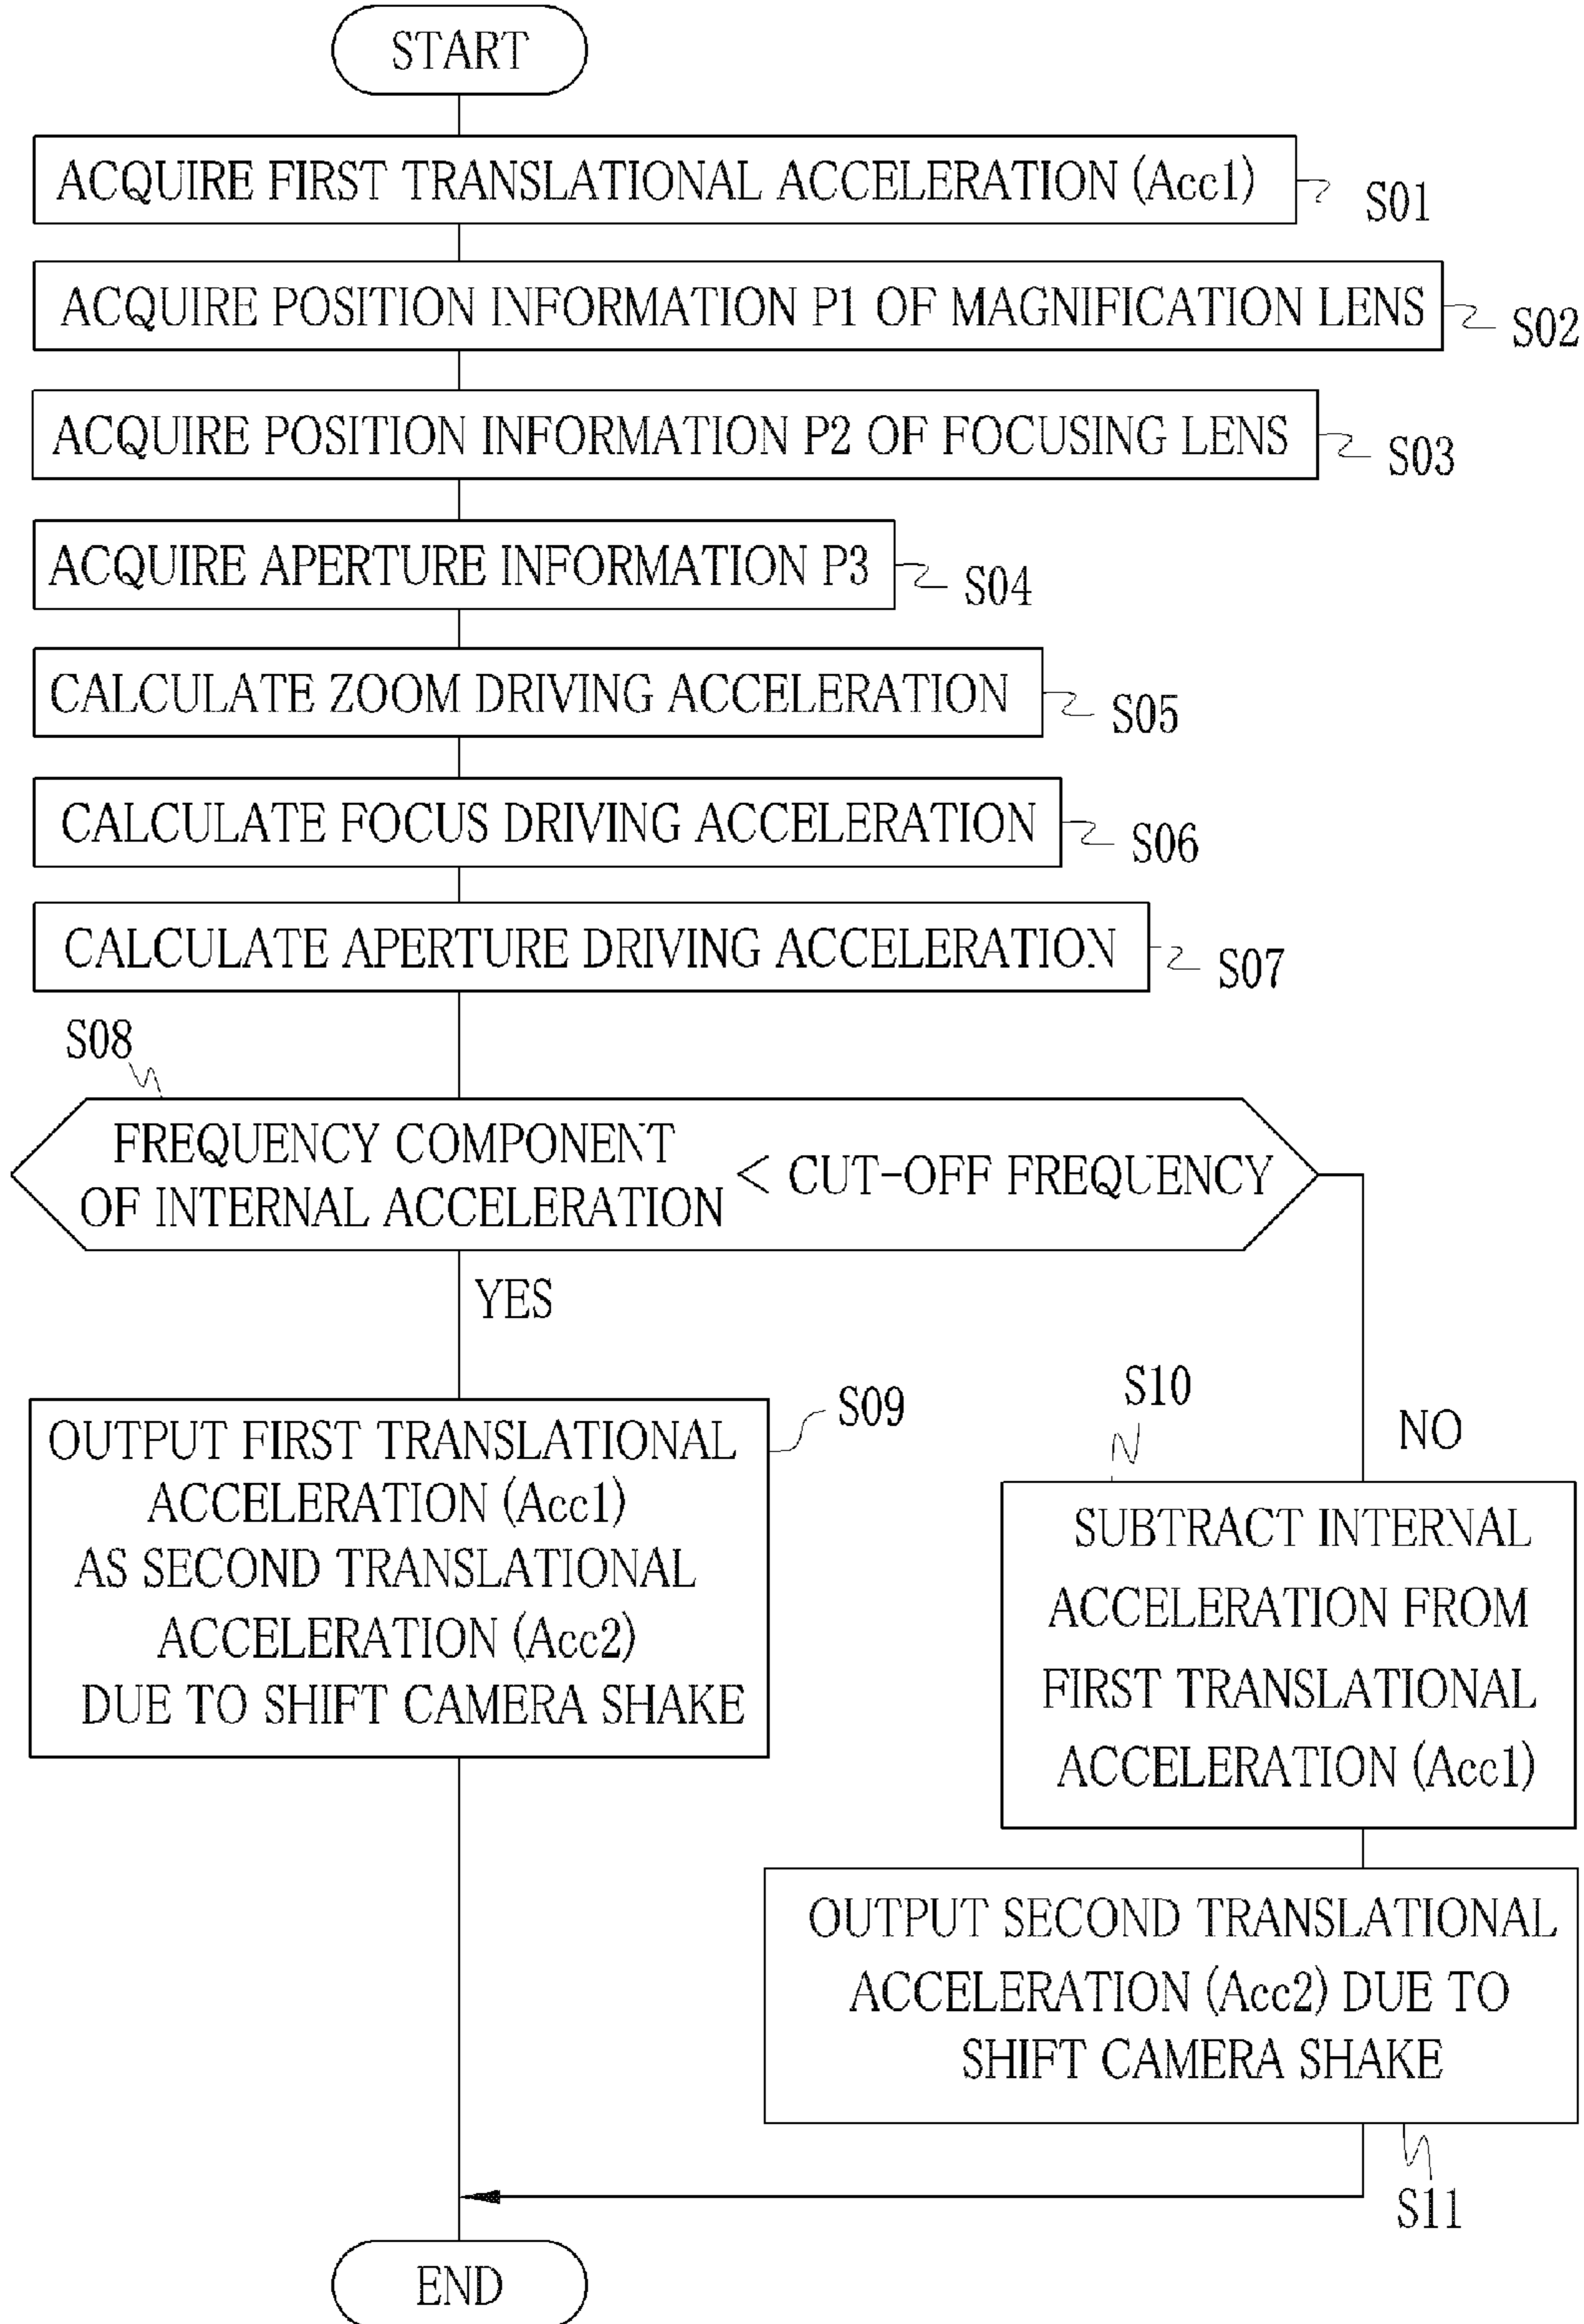 START
ACQUIRE FIRST TRANSLATIONAL ACCELERATION (Acc1)
S01
ACQUIRE POSITION INFORMATION P1 OF MAGNIFICATION LENS
S02
ACQUIRE POSITION INFORMATION P2 OF FOCUSING LENS
S03
ACQUIRE APERTURE INFORMATION P3
S04
CALCULATE ZOOM DRIVING ACCELERATION
S05
CALCULATE FOCUS DRIVING ACCELERATION
S06
CALCULATE APERTURE DRIVING ACCELERATION
S07
S08
FREQUENCY COMPONENT
OF INTERNAL ACCELERATION
< CUT-OFF FREQUENCY
YES
NO
S09
OUTPUT FIRST TRANSLATIONAL
ACCELERATION (Acc1)
AS SECOND TRANSLATIONAL
ACCELERATION (Acc2)
DUE TO SHIFT CAMERA SHAKE
S10
SUBTRACT INTERNAL
ACCELERATION FROM
FIRST TRANSLATIONAL
ACCELERATION (Acc1)
OUTPUT SECOND TRANSLATIONAL
ACCELERATION (Acc2) DUE TO
SHIFT CAMERA SHAKE
S11
END